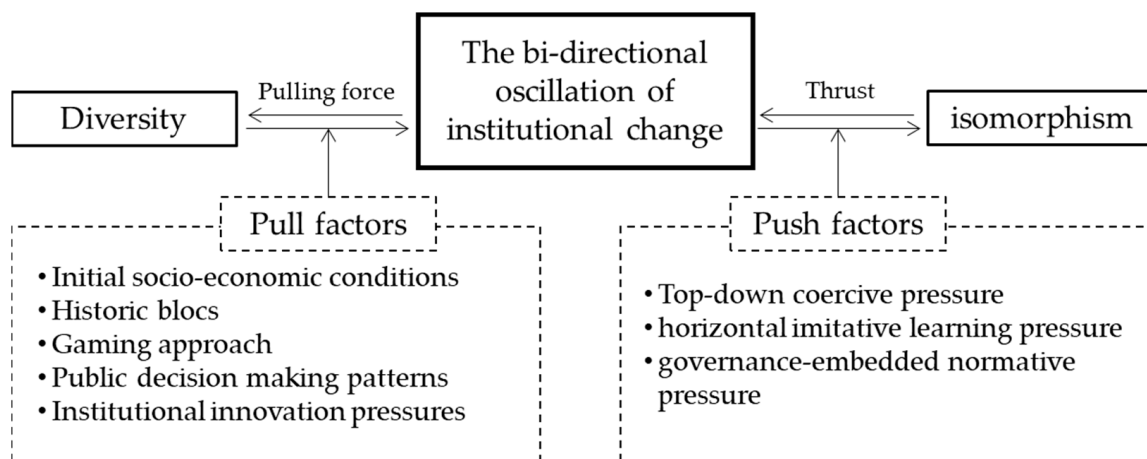 The bi-directional
oscillation of
institutional change
Pulling force
Thrust
Diversity
isomorphism
Pull factors
• Initial socio-economic conditions
• Historic blocs
• Gaming approach
• Public decision making patterns
• Institutional innovation pressures
Push factors
• Top-down coercive pressure
• horizontal imitative learning pressure
• governance-embedded normative
pressure